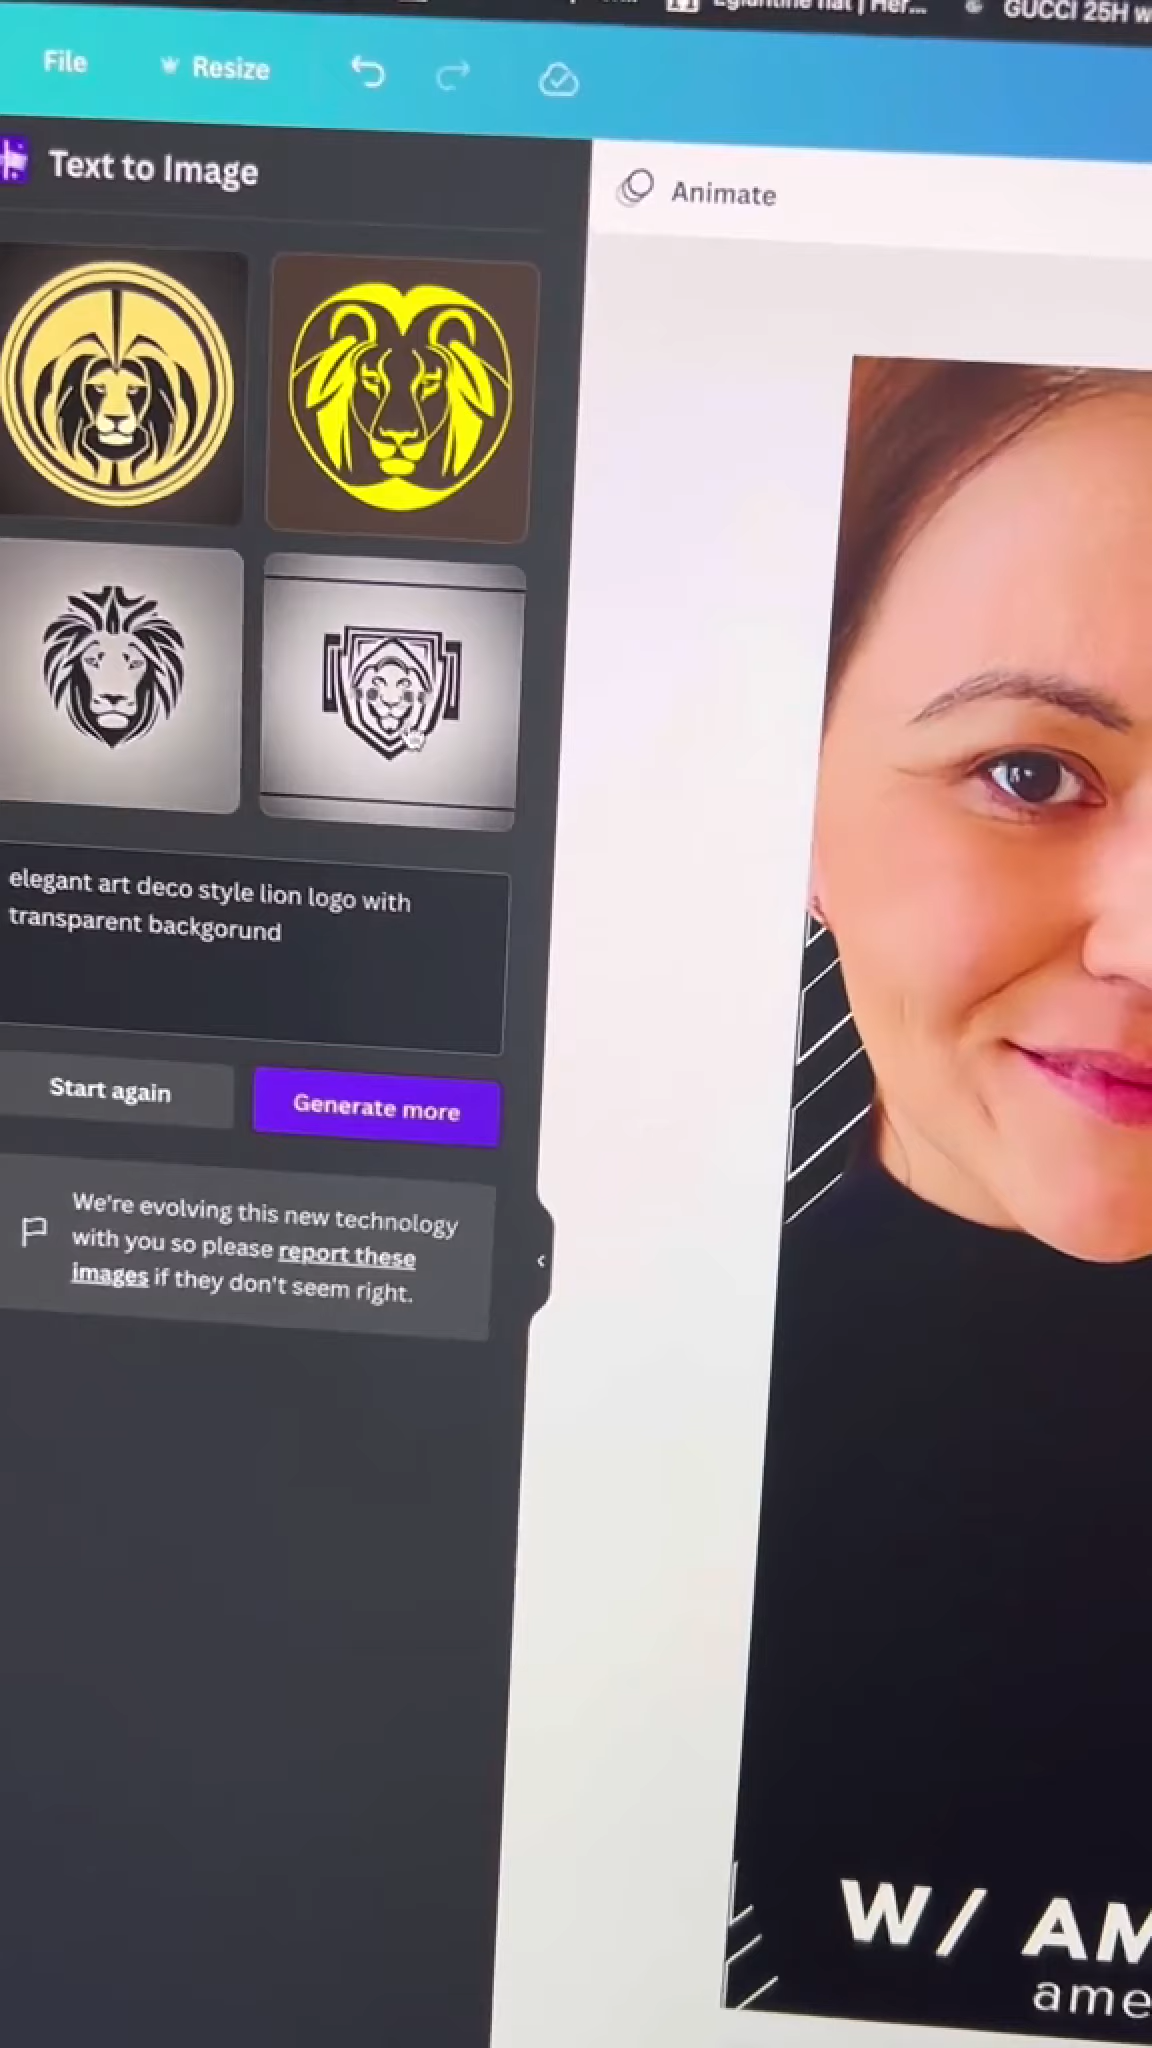 GUCCI 25H
File
Resize
Text to Image
Animate
elegant art deco style lion logo with
transparent backgorund
Start again
Generate more
We're evolving this new technology
with you so please report these
images if they don't seem right.
W/ AM
ame